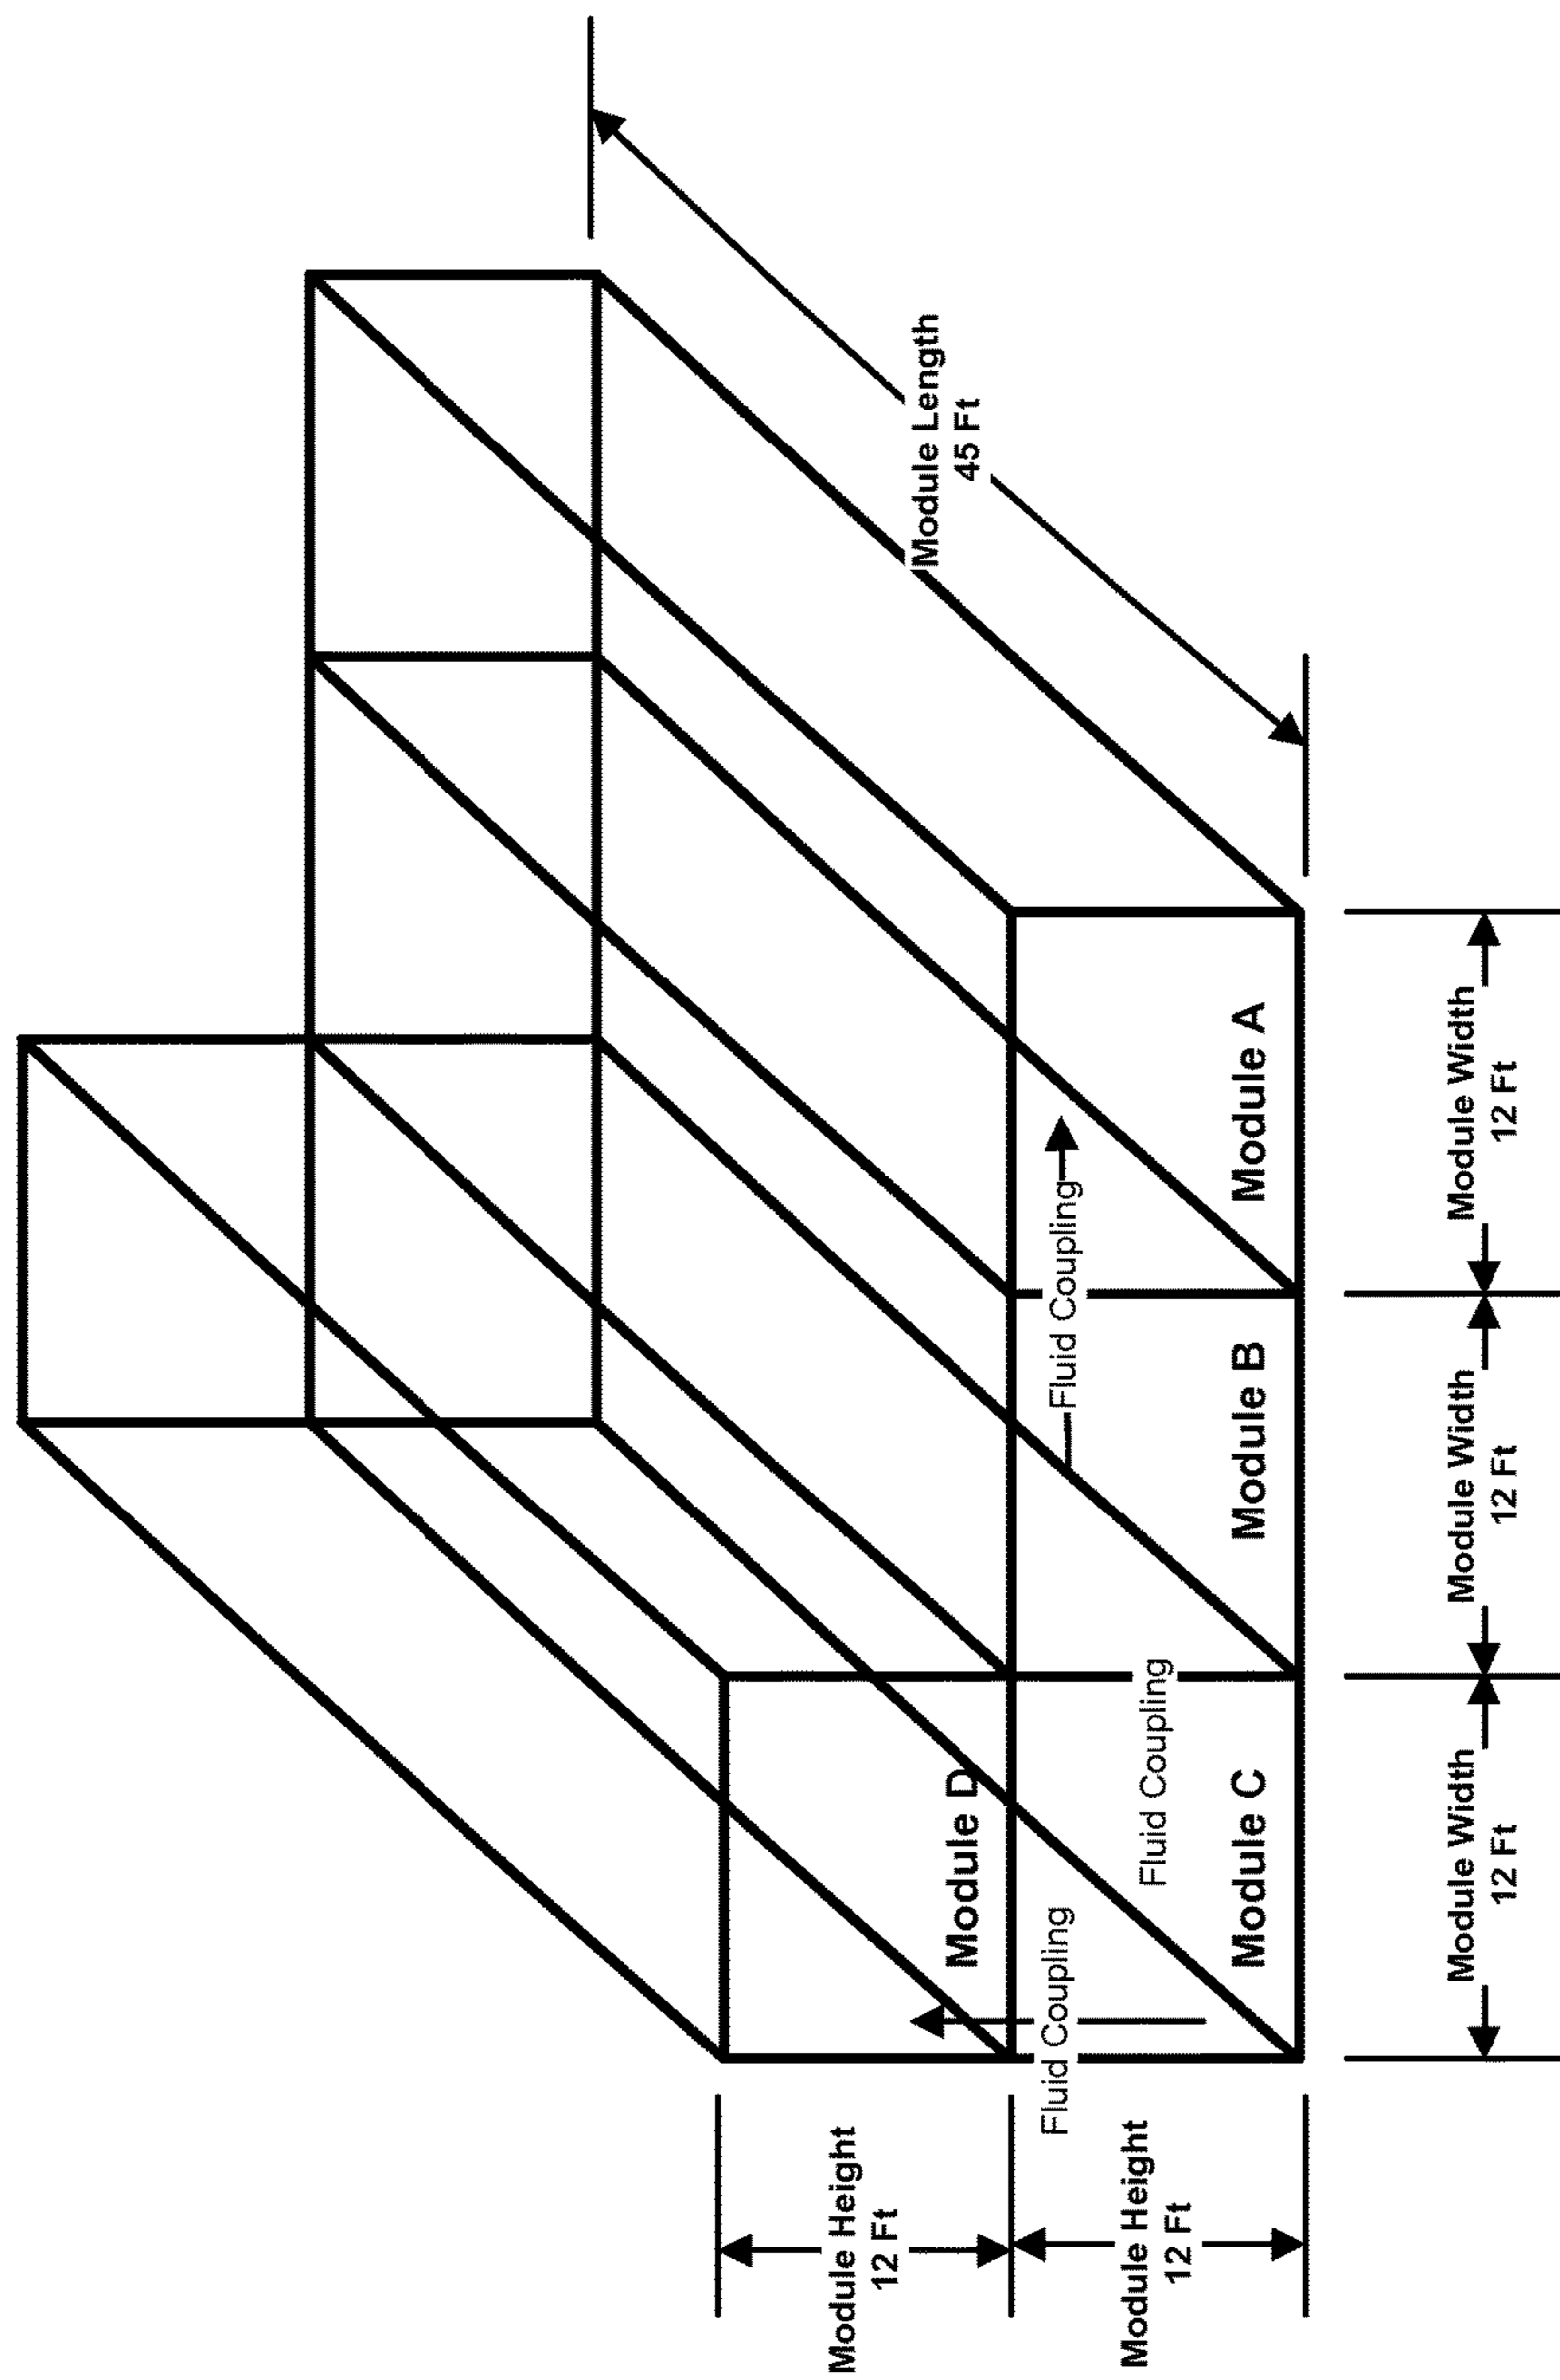 Module Height
12 Ft
Module Length
45 Ft
Module D
Fluid Coupling
Fluid Coupling
Module Height
12 Ft
Fluid Coupling
Module C
Module B
Module A
Module Width
12 Ft
Module Width
12 Ft
Module Width
12 Ft